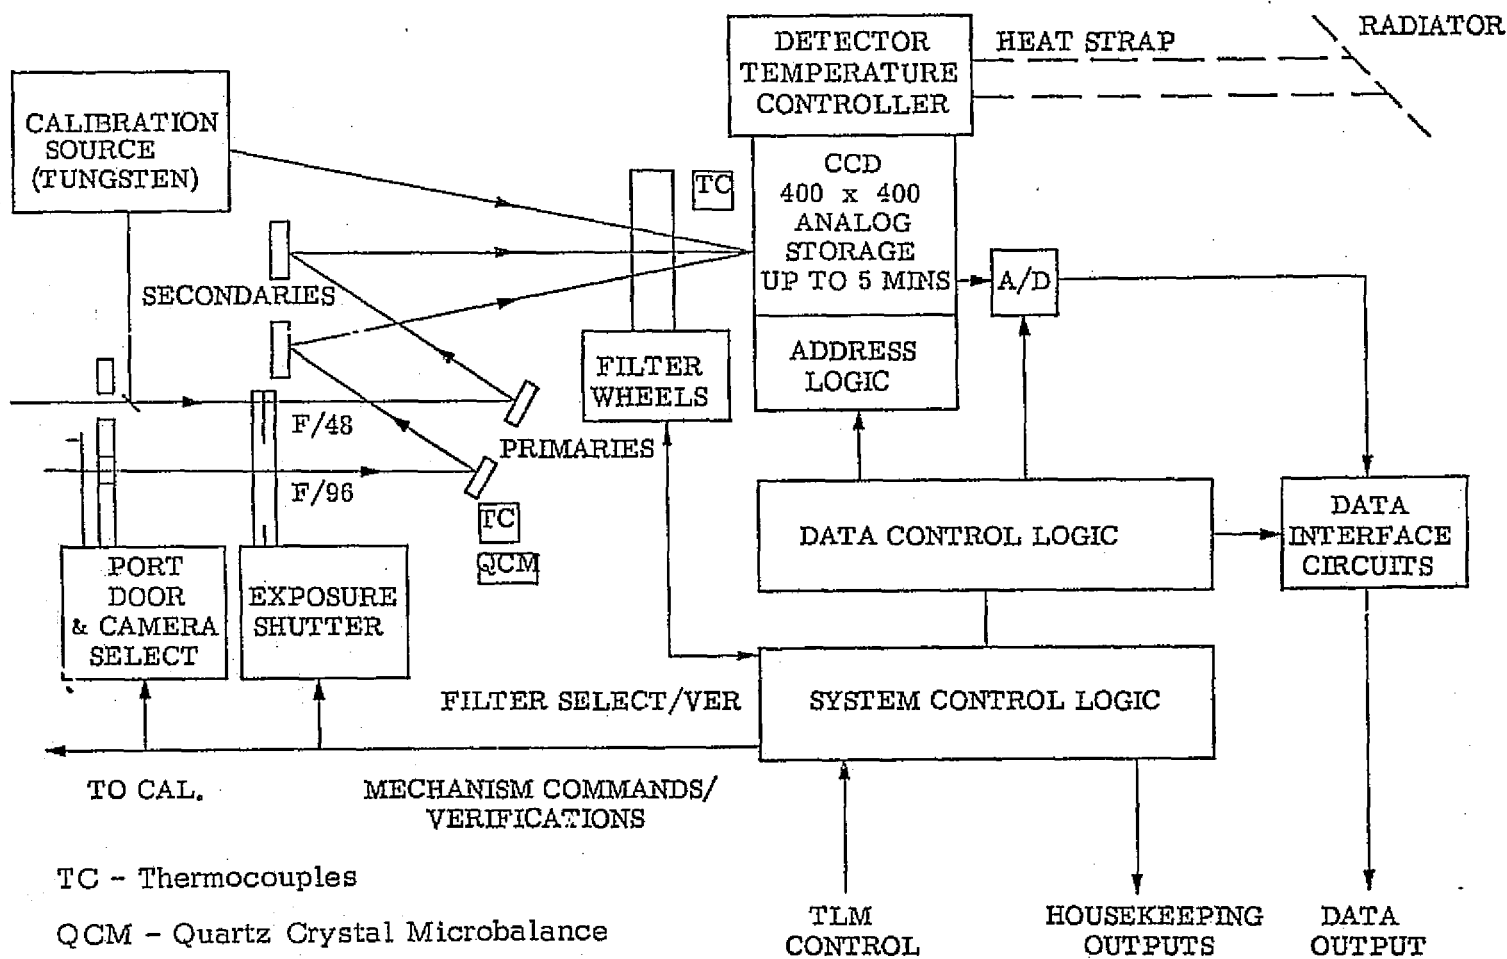 DETECTOR
TEMPERATURE
CONTROLLER
HEAT STRAP
RADIATOR
CALIBRATION
SOURCE
(TUNGSTEN)
TC
CCD
400 x 400
ANALOG
STORAGE
UP TO 5 MINS
A/D
SECONDARIES
ADDRESS
LOGIC
FILTER
WHEELS
F/48
PRIMARIES
F/96
TC
QCM
PORT
DOOR
& CAMERA
SELECT
EXPOSURE
SHUTTER
DATA CONTROL LOGIC
DATA
INTERFACE
CIRCUITS
FILTER SELECT/VER
SYSTEM CONTROL LOGIC
TO CAL.
MECHANISM COMMANDS/
VERIFICATIONS
TC - Thermocouples
QCM - Quartz Crystal Microbalance
TLM
CONTROL
HOUSEKEEPING
OUTPUTS
DATA
OUTPUT